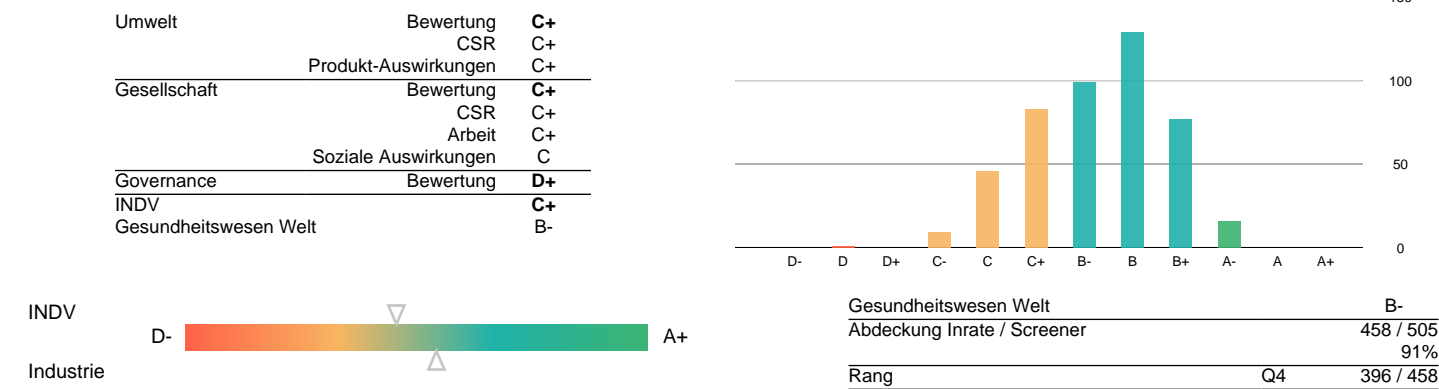 Umwelt Bewertung C+
CSR C+
Produkt-Auswirkungen C+
Gesellschaft Bewertung C+
CSR C+
Arbeit C+
Soziale Auswirkungen C
Governance Bewertung D+
INDV C+
Gesundheitswesen Welt B-
100
50
0
D- D D+ C- C C+ B- B B+ A- A A+
INDV
D- A+
Industrie
Gesundheitswesen Welt B-
Abdeckung Inrate / Screener 458 / 505
91%
Rang Q4 396 / 458